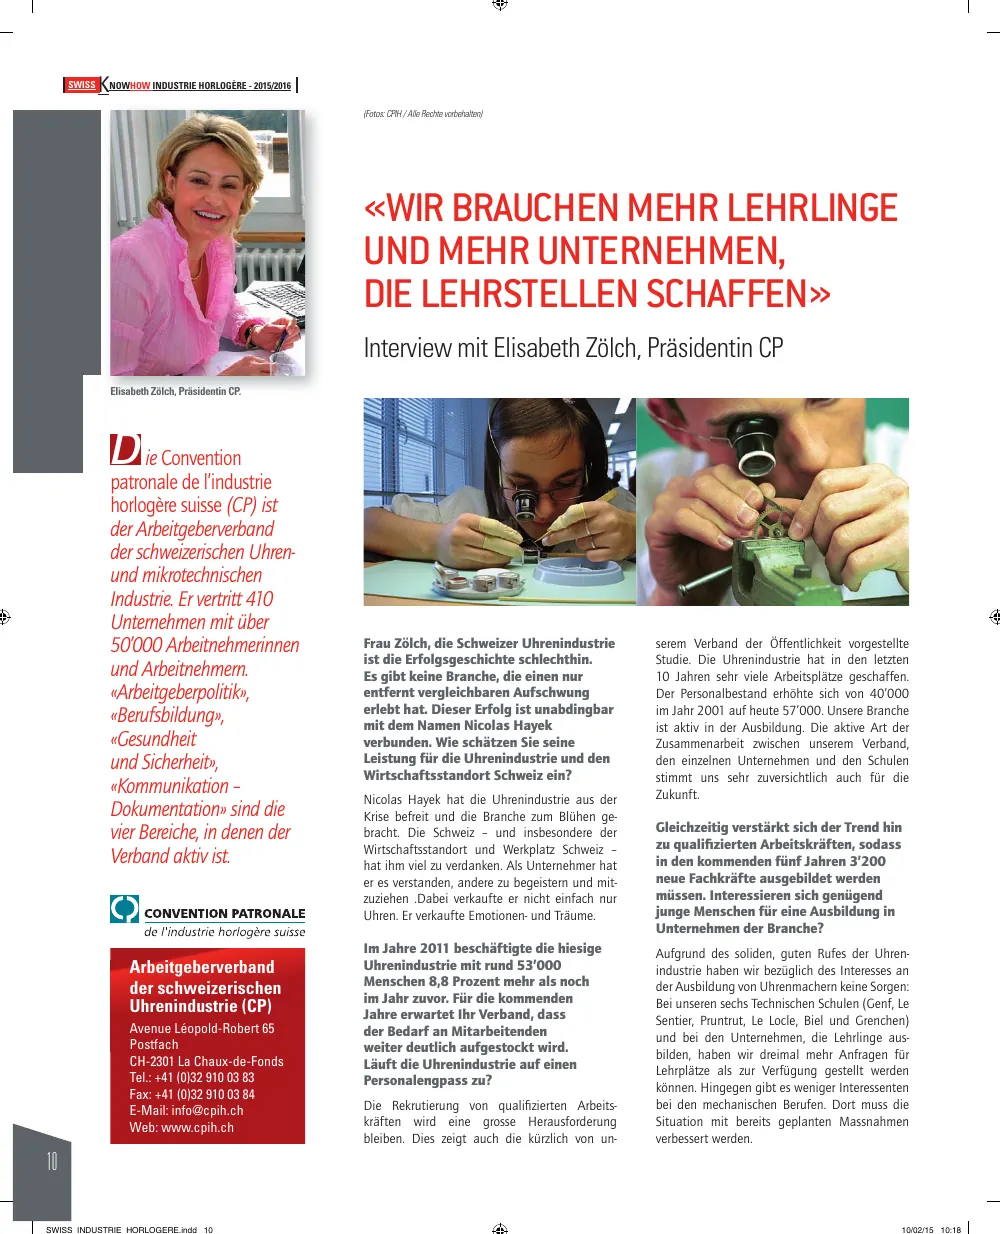 SWISS KNOWHOW INDUSTRIE HORLOGÈRE - 2015/2016
(Fotos: CPIH / Alle Rechte vorbehalten)
«WIR BRAUCHEN MEHR LEHRLINGE
UND MEHR UNTERNEHMEN,
DIE LEHRSTELLEN SCHAFFEN»
Interview mit Elisabeth Zölch, Präsidentin CP
Elisabeth Zölch, Präsidentin CP.
Die Convention
patronale de l'industrie
horlogère suisse (CP) ist
der Arbeitgeberverband
der schweizerischen Uhren-
und mikrotechnischen
Industrie. Er vertritt 410
Unternehmen mit über
50'000 Arbeitnehmerinnen
und Arbeitnehmern.
«Arbeitgeberpolitik»,
«Berufsbildung»,
«Gesundheit
und Sicherheit»,
«Kommunikation –
Dokumentation» sind die
vier Bereiche, in denen der
Verband aktiv ist.
CONVENTION PATRONALE
de l'industrie horlogère suisse
Arbeitgeberverband
der schweizerischen
Uhrenindustrie (CP)
Avenue Léopold-Robert 65
Postfach
CH-2301 La Chaux-de-Fonds
Tel.: +41 (0)32 910 03 83
Fax: +41 (0)32 910 03 84
E-Mail: info@cpih.ch
Web: www.cpih.ch
Frau Zölch, die Schweizer Uhrenindustrie
ist die Erfolgsgeschichte schlechthin.
Es gibt keine Branche, die einen nur
entfernt vergleichbaren Aufschwung
erlebt hat. Dieser Erfolg ist unabdingbar
mit dem Namen Nicolas Hayek
verbunden. Wie schätzen Sie seine
Leistung für die Uhrenindustrie und den
Wirtschaftsstandort Schweiz ein?
Nicolas Hayek hat die Uhrenindustrie aus der
Krise befreit und die Branche zum Blühen ge-
bracht. Die Schweiz – und insbesondere der
Wirtschaftsstandort und Werkplatz Schweiz –
hat ihm viel zu verdanken. Als Unternehmer hat
er es verstanden, andere zu begeistern und mit-
zuziehen .Dabei verkaufte er nicht einfach nur
Uhren. Er verkaufte Emotionen- und Träume.
Im Jahre 2011 beschäftigte die hiesige
Uhrenindustrie mit rund 53'000
Menschen 8,8 Prozent mehr als noch
im Jahr zuvor. Für die kommenden
Jahre erwartet Ihr Verband, dass
der Bedarf an Mitarbeitenden
weiter deutlich aufgestockt wird.
Läuft die Uhrenindustrie auf einen
Personalengpass zu?
Die Rekrutierung von qualifizierten Arbeits-
kräften wird eine grosse Herausforderung
bleiben. Dies zeigt auch die kürzlich von un-
serem Verband der Öffentlichkeit vorgestellte
Studie. Die Uhrenindustrie hat in den letzten
10 Jahren sehr viele Arbeitsplätze geschaffen.
Der Personalbestand erhöhte sich von 40'000
im Jahr 2001 auf heute 57'000. Unsere Branche
ist aktiv in der Ausbildung. Die aktive Art der
Zusammenarbeit zwischen unserem Verband,
den einzelnen Unternehmen und den Schulen
stimmt uns sehr zuversichtlich auch für die
Zukunft.
Gleichzeitig verstärkt sich der Trend hin
zu qualifizierten Arbeitskräften, sodass
in den kommenden fünf Jahren 3'200
neue Fachkräfte ausgebildet werden
müssen. Interessieren sich genügend
junge Menschen für eine Ausbildung in
Unternehmen der Branche?
Aufgrund des soliden, guten Rufes der Uhren-
industrie haben wir bezüglich des Interesses an
der Ausbildung von Uhrenmachern keine Sorgen:
Bei unseren sechs Technischen Schulen (Genf, Le
Sentier, Pruntrut, Le Locle, Biel und Grenchen)
und bei den Unternehmen, die Lehrlinge aus-
bilden, haben wir dreimal mehr Anfragen für
Lehrplätze als zur Verfügung gestellt werden
können. Hingegen gibt es weniger Interessenten
bei den mechanischen Berufen. Dort muss die
Situation mit bereits geplanten Massnahmen
verbessert werden.
10
SWISS INDUSTRIE HORLOGERE.indd 10
10/02/15 10:18